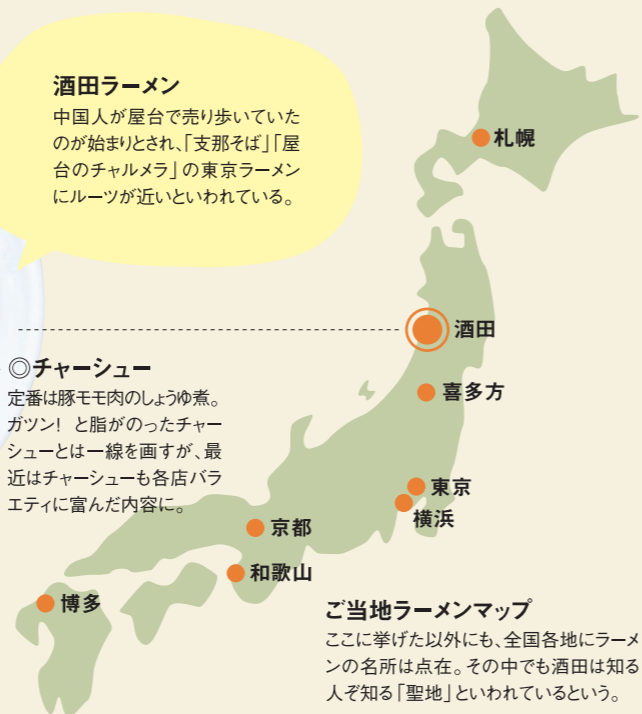 酒田ラーメン
中国人が屋台で売り歩いていた
のが始まりとされ、「支那そば」「屋
台のチャルメラ」の東京ラーメン
にルーツが近いといわれている。
札幌
酒田
◎チャーシュー
定番は豚モモ肉のしょうゆ煮。
ガツン! と脂がのったチャー
シューとは一線を画すが、最
近はチャーシューも各店バラ
エティに富んだ内容に。
喜多方
東京
横浜
京都
和歌山
博多
ご当地ラーメンマップ
ここに挙げた以外にも、全国各地にラーメ
ンの名所は点在。その中でも酒田は知る
人ぞ知る「聖地」といわれているという。